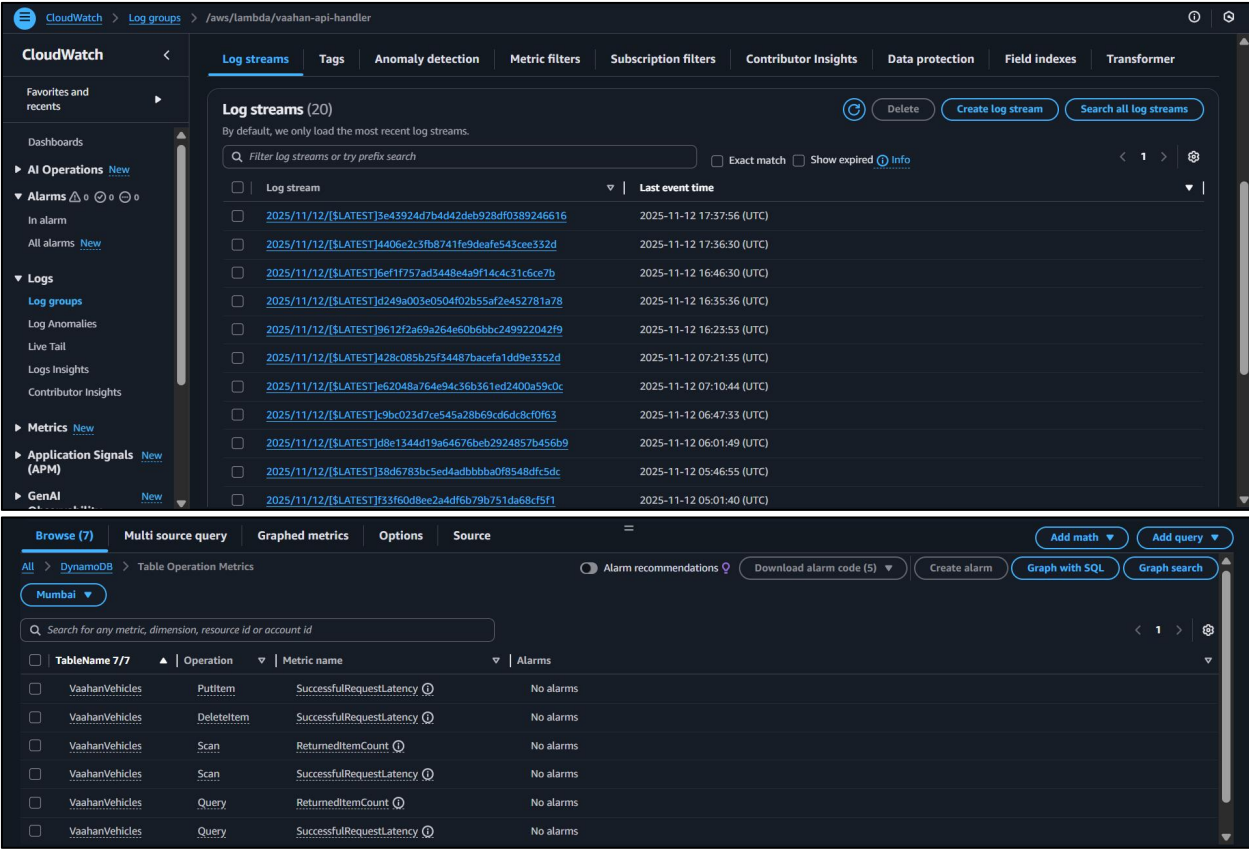 CloudWatch > Log groups > /aws/lambda/vaahan-api-handler
CloudWatch
Favorites and recents
Dashboards
AI Operations New
Alarms 0 0 0
In alarm
All alarms New
Logs
Log groups
Log Anomalies
Live Tail
Logs Insights
Contributor Insights
Metrics New
Application Signals (APM) New
GenAI New
Log streams Tags Anomaly detection Metric filters Subscription filters Contributor Insights Data protection Field indexes Transformer
Log streams (20) Delete Create log stream Search all log streams
By default, we only load the most recent log streams.
Filter log streams or try prefix search Exact match Show expired Info < 1 >
Log stream Last event time
2025/11/12/[$LATEST]3e43924d7b4d42deb928df0389246616 2025-11-12 17:37:56 (UTC)
2025/11/12/[$LATEST]4406e2c3fb8741fe9deafe543cee332d 2025-11-12 17:36:30 (UTC)
2025/11/12/[$LATEST]6ef1f757ad3448e4a9f14c4c31c6ce7b 2025-11-12 16:46:30 (UTC)
2025/11/12/[$LATEST]d249a003e0504f02b55af2e452781a78 2025-11-12 16:35:36 (UTC)
2025/11/12/[$LATEST]9612f2a69a264e60b6bbc249922042f9 2025-11-12 16:23:53 (UTC)
2025/11/12/[$LATEST]428c085b25f34487bacefa1dd9e3352d 2025-11-12 07:21:35 (UTC)
2025/11/12/[$LATEST]e62048a764e94c36b361ed2400a59c0c 2025-11-12 07:10:44 (UTC)
2025/11/12/[$LATEST]c9bc023d7ce545a28b69cd6dc8cf0f63 2025-11-12 06:47:33 (UTC)
2025/11/12/[$LATEST]d8e1344d19a64676beb2924857b456b9 2025-11-12 06:01:49 (UTC)
2025/11/12/[$LATEST]38d6783bc5ed4adbbbba0f8548dfc5dc 2025-11-12 05:46:55 (UTC)
2025/11/12/[$LATEST]f33f60d8ee2a4df6b79b751da68cf5f1 2025-11-12 05:01:40 (UTC)
Browse (7) Multi source query Graphed metrics Options Source = Add math Add query
All > DynamoDB > Table Operation Metrics Alarm recommendations Download alarm code (5) Create alarm Graph with SQL Graph search
Mumbai
Search for any metric, dimension, resource id or account id < 1 >
TableName 7/7 Operation Metric name Alarms
VaahanVehicles PutItem SuccessfulRequestLatency No alarms
VaahanVehicles DeleteItem SuccessfulRequestLatency No alarms
VaahanVehicles Scan ReturnedItemCount No alarms
VaahanVehicles Scan SuccessfulRequestLatency No alarms
VaahanVehicles Query ReturnedItemCount No alarms
VaahanVehicles Query SuccessfulRequestLatency No alarms